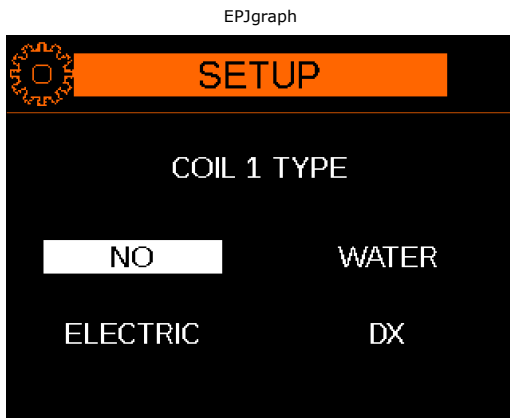 EPJgraph
SETUP
COIL 1 TYPE
NO WATER
ELECTRIC DX